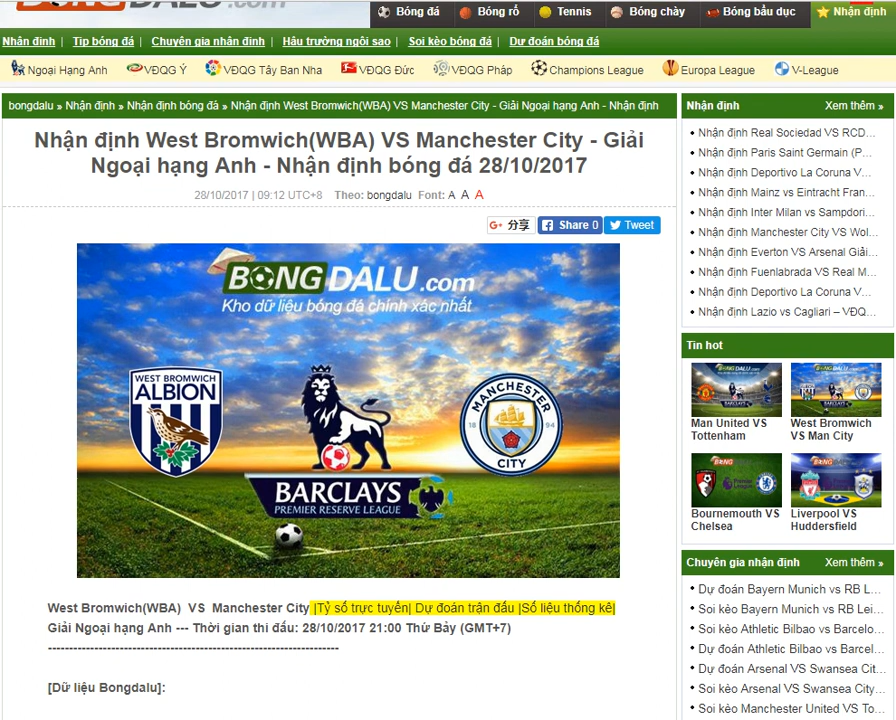 BONGDALU.com
Bóng đá Bóng rổ Tennis Bóng chày Bóng bầu dục Nhận định
Nhận định | Tip bóng đá | Chuyên gia nhận định | Hậu trường ngôi sao | Soi kèo bóng đá | Dự đoán bóng đá
Ngoại Hạng Anh VĐQG Ý VĐQG Tây Ban Nha VĐQG Đức VĐQG Pháp Champions League Europa League V-League
bongdalu » Nhận định » Nhận định bóng đá » Nhận định West Bromwich(WBA) VS Manchester City - Giải Ngoại hạng Anh - Nhận định
Nhận định West Bromwich(WBA) VS Manchester City - Giải
Ngoại hạng Anh - Nhận định bóng đá 28/10/2017
28/10/2017 | 09:12 UTC+8 Theo: bongdalu Font: A A A
G+ 分享 Share 0 Tweet
BONGDALU.com
Kho dữ liệu bóng đá chính xác nhất
WEST BROMWICH
ALBION
MANCHESTER
18 94
CITY
BARCLAYS
PREMIER RESERVE LEAGUE
West Bromwich(WBA) VS Manchester City |Tỷ số trực tuyến| Dự đoán trận đấu |Số liệu thống kê|
Giải Ngoại hạng Anh --- Thời gian thi đấu: 28/10/2017 21:00 Thứ Bảy (GMT+7)
--------------------------------------------------------------------
[Dữ liệu Bongdalu]:
Nhận định Xem thêm »
Nhận định Real Sociedad VS RCD...
Nhận định Paris Saint Germain (P...
Nhận định Deportivo La Coruna V...
Nhận định Mainz vs Eintracht Fran...
Nhận định Inter Milan vs Sampdori...
Nhận định Manchester City VS Wol...
Nhận định Everton VS Arsenal Giải...
Nhận định Fuenlabrada VS Real M...
Nhận định Deportivo La Coruna V...
Nhận định Lazio vs Cagliari – VĐQ...
Tin hot
Man United VS
Tottenham
West Bromwich
VS Man City
Bournemouth VS
Chelsea
Liverpool VS
Huddersfield
Chuyên gia nhận định Xem thêm »
Dự đoán Bayern Munich vs RB L...
Soi kèo Bayern Munich vs RB Lei...
Soi kèo Athletic Bilbao vs Barcelo...
Dự đoán Athletic Bilbao vs Barcel...
Dự đoán Arsenal VS Swansea Cit...
Soi kèo Arsenal VS Swansea City...
Soi kèo Manchester United VS To...